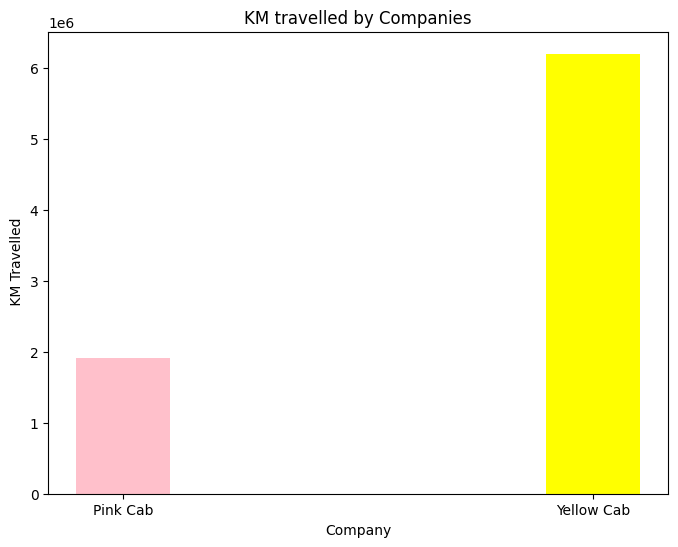 KM travelled by Companies
1e6
6
5
4
3
2
1
0
KM Travelled
Pink Cab
Yellow Cab
Company